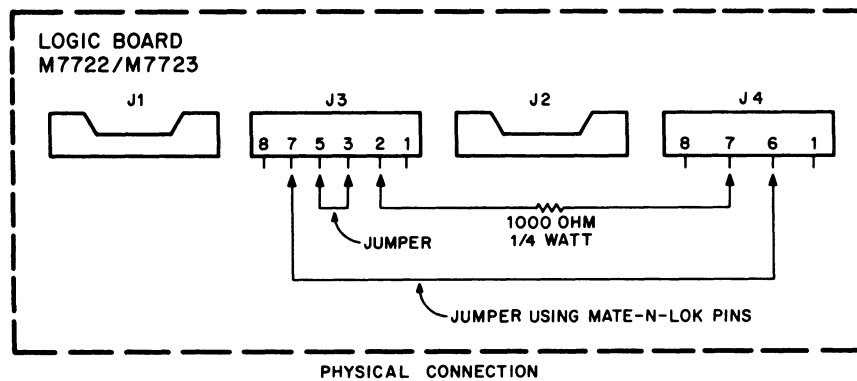 LOGIC BOARD
M7722/M7723
J1 J3 J2 J4
8 7 5 3 2 1 8 7 6 1
1000 OHM
1/4 WATT
JUMPER
JUMPER USING MATE-N-LOK PINS
PHYSICAL CONNECTION